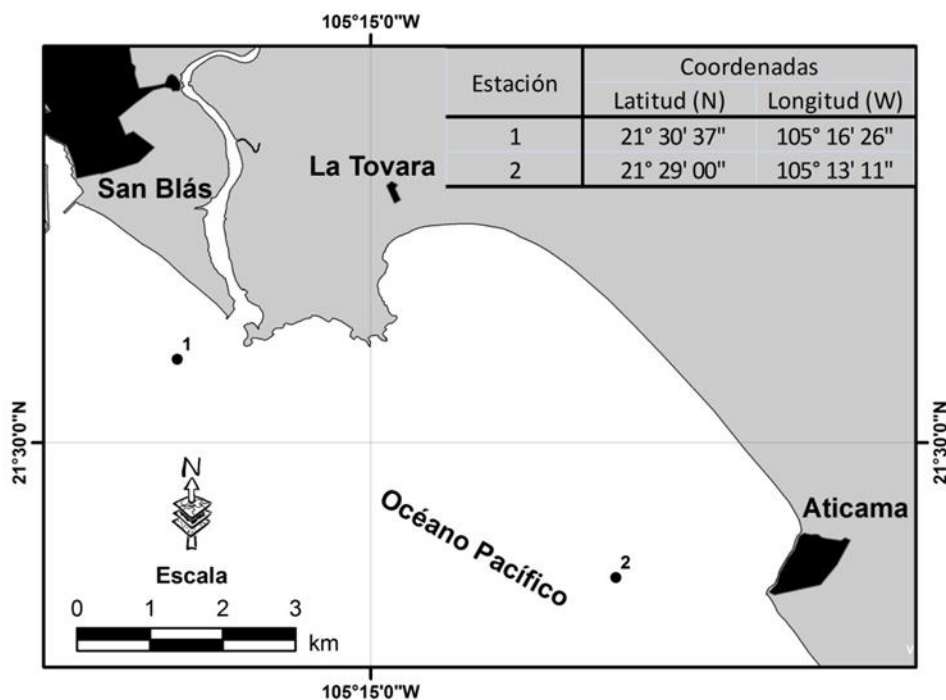 105°15'0"W
Estación
Coordenadas
Latitud (N) Longitud (W)
1 21° 30' 37" 105° 16' 26"
2 21° 29' 00" 105° 13' 11"
La Tovara
San Blás
1
21°30'0"N
21°30'0"N
N
Océano Pacífico
Aticama
2
Escala
0 1 2 3
km
105°15'0"W